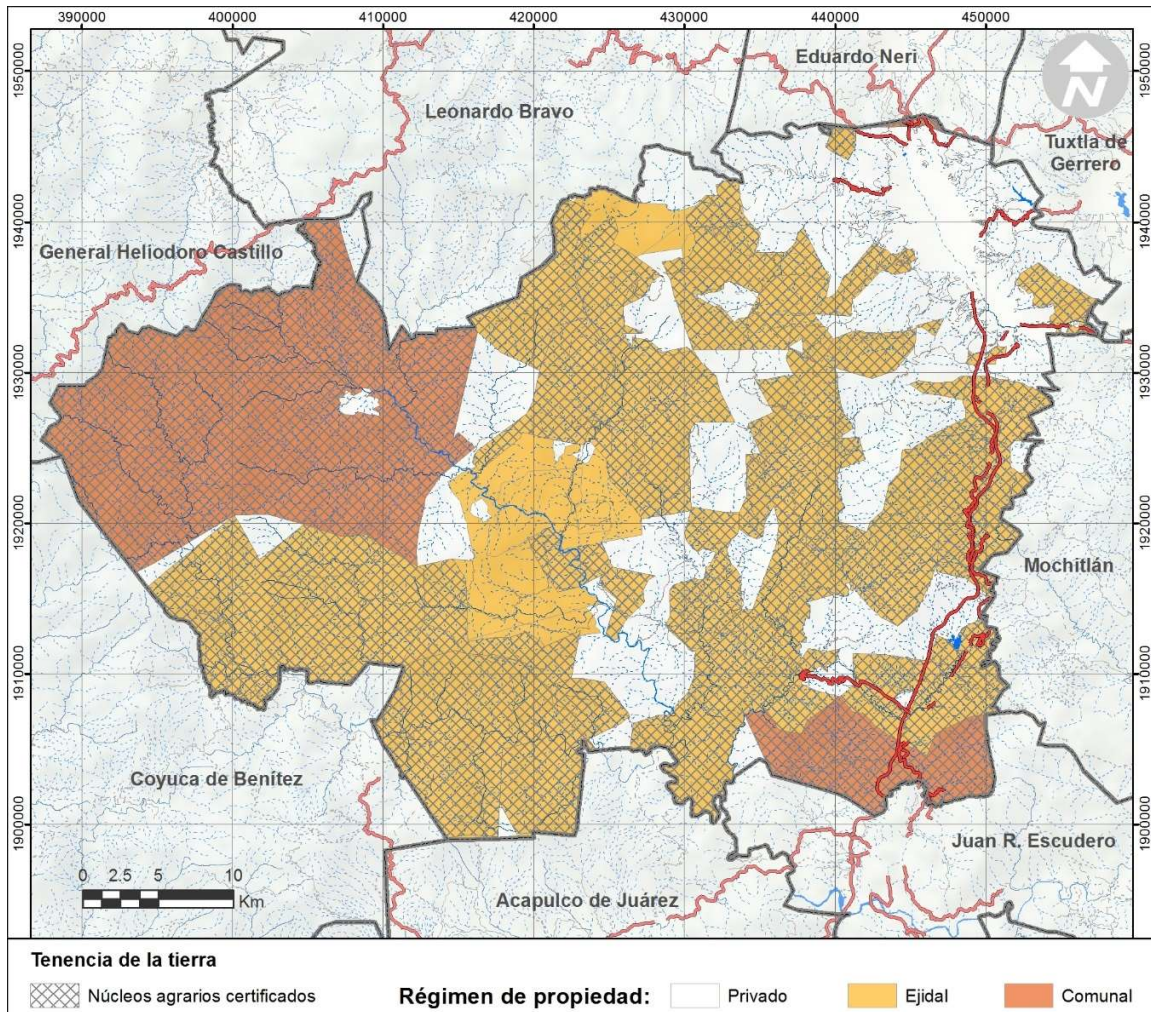 390000 400000 410000 420000 430000 440000 450000
1950000 1950000
Eduardo Neri
N
Leonardo Bravo
Tuxtla de
Gerrero
1940000 1940000
General Heliodoro Castillo
1930000 1930000
1920000 1920000
Mochitlán
1910000 1910000
Coyuca de Benítez
1900000 1900000
Juan R. Escudero
0 2.5 5 10
Km
Acapulco de Juárez
Tenencia de la tierra
Núcleos agrarios certificados
Régimen de propiedad: Privado Ejidal Comunal